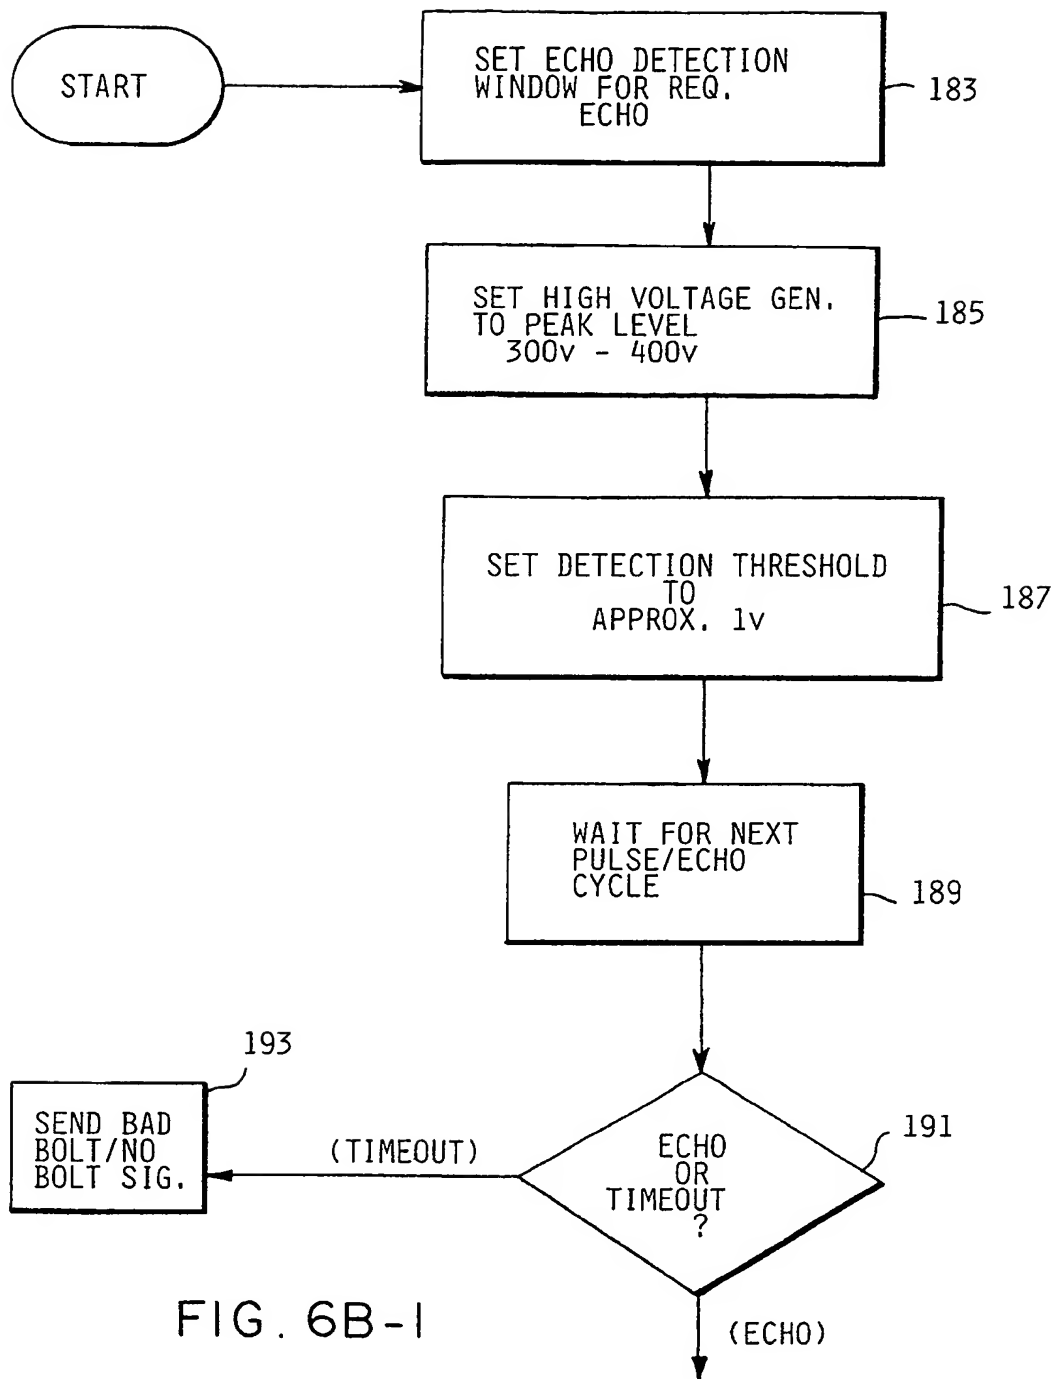 START
SET ECHO DETECTION
WINDOW FOR REQ.
ECHO
183
SET HIGH VOLTAGE GEN.
TO PEAK LEVEL
300v - 400v
185
SET DETECTION THRESHOLD
TO
APPROX. 1v
187
WAIT FOR NEXT
PULSE/ECHO
CYCLE
189
193
SEND BAD
BOLT/NO
BOLT SIG.
(TIMEOUT)
ECHO
OR
TIMEOUT
?
191
(ECHO)
FIG. 6B-1